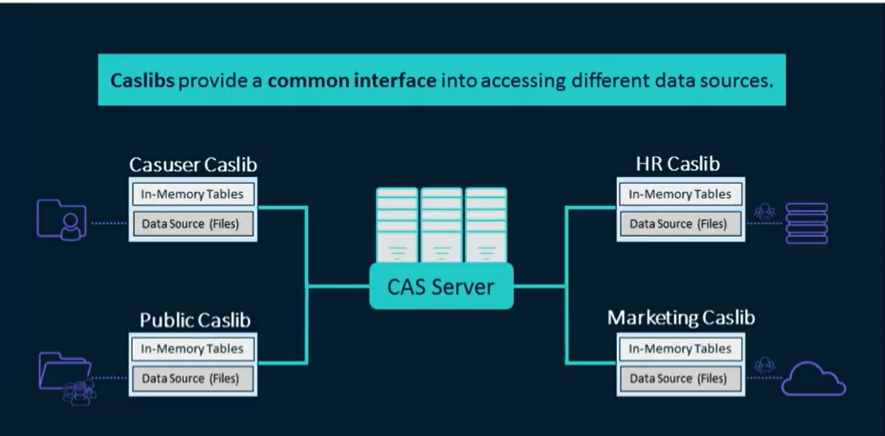 Caslibs provide a common interface into accessing different data sources.
Casuser Caslib
In-Memory Tables
Data Source (Files)
Public Caslib
In-Memory Tables
Data Source (Files)
CAS Server
HR Caslib
In-Memory Tables
Data Source (Files)
Marketing Caslib
In-Memory Tables
Data Source (Files)